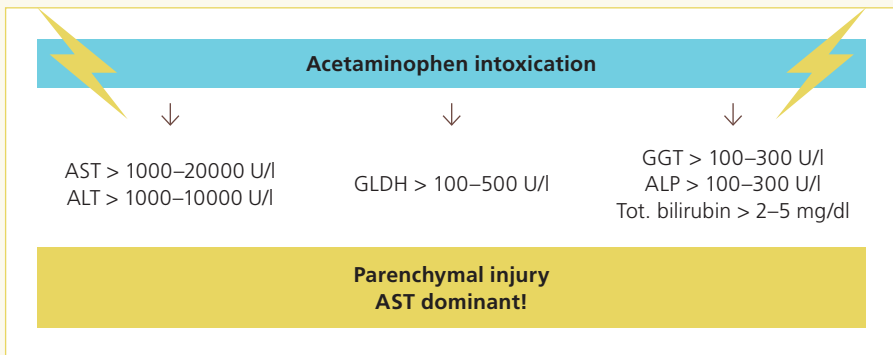 Acetaminophen intoxication
AST > 1000–20000 U/l
ALT > 1000–10000 U/l
GLDH > 100–500 U/l
GGT > 100–300 U/l
ALP > 100–300 U/l
Tot. bilirubin > 2–5 mg/dl
Parenchymal injury
AST dominant!